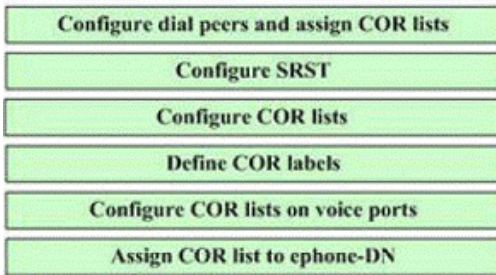 Configure dial peers and assign COR lists
Configure SRST
Configure COR lists
Define COR labels
Configure COR lists on voice ports
Assign COR list to ephone-DN